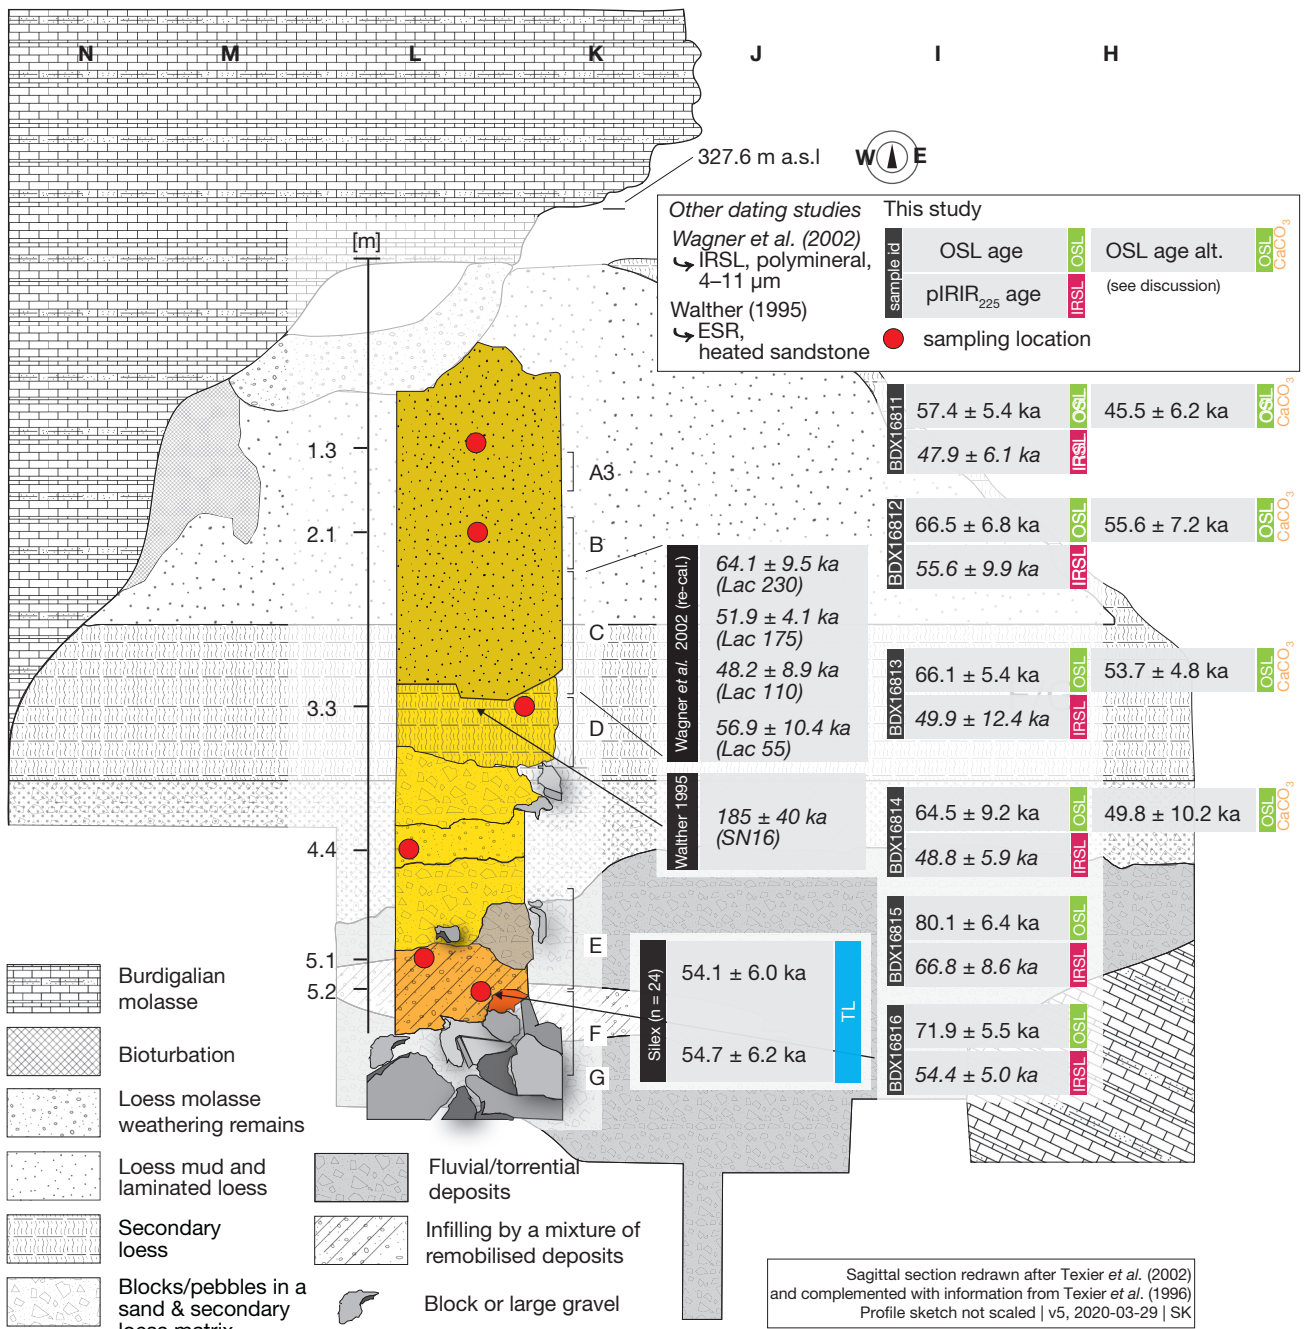 N M L K J I H
327.6 m a.s.l
W E
[m]
Other dating studies
Wagner et al. (2002)
IRSL, polymineral,
4–11 µm
Walther (1995)
ESR,
heated sandstone
This study
sample id
OSL age
OSL
pIRIR225 age
IRSL
OSL age alt.
OSL
CaCO3
(see discussion)
sampling location
1.3
2.1
3.3
4.4
5.1
5.2
A3
B
C
D
E
F
G
BDX16811
57.4 ± 5.4 ka
OSL
45.5 ± 6.2 ka
OSL
CaCO3
47.9 ± 6.1 ka
IRSL
BDX16812
66.5 ± 6.8 ka
OSL
55.6 ± 7.2 ka
OSL
CaCO3
55.6 ± 9.9 ka
IRSL
BDX16813
66.1 ± 5.4 ka
OSL
53.7 ± 4.8 ka
OSL
CaCO3
49.9 ± 12.4 ka
IRSL
BDX16814
64.5 ± 9.2 ka
OSL
49.8 ± 10.2 ka
OSL
CaCO3
48.8 ± 5.9 ka
IRSL
BDX16815
80.1 ± 6.4 ka
OSL
66.8 ± 8.6 ka
IRSL
BDX16816
71.9 ± 5.5 ka
OSL
54.4 ± 5.0 ka
IRSL
Wagner et al. 2002 (re-cal.)
64.1 ± 9.5 ka
(Lac 230)
51.9 ± 4.1 ka
(Lac 175)
48.2 ± 8.9 ka
(Lac 110)
56.9 ± 10.4 ka
(Lac 55)
Walther 1995
185 ± 40 ka
(SN16)
Silex (n = 24)
54.1 ± 6.0 ka
54.7 ± 6.2 ka
TL
Burdigalian
molasse
Bioturbation
Loess molasse
weathering remains
Loess mud and
laminated loess
Secondary
loess
Blocks/pebbles in a
sand & secondary
loess matrix
Fluvial/torrential
deposits
Infilling by a mixture of
remobilised deposits
Block or large gravel
Sagittal section redrawn after Texier et al. (2002)
and complemented with information from Texier et al. (1996)
Profile sketch not scaled | v5, 2020-03-29 | SK